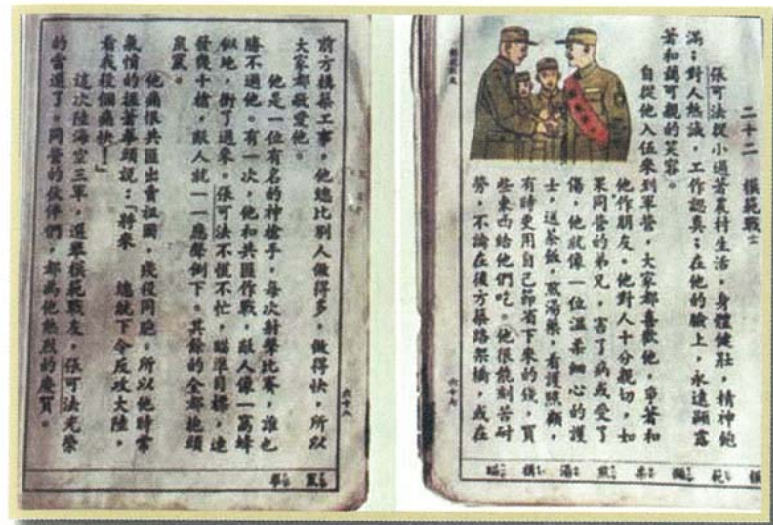 二十二　模範戰士
張可法從小過著農村生活，身體健壯，精神飽
滿；對人熱誠，工作認真；在他的臉上，永遠顯露
著和藹可親的笑容。
自從他入伍來到軍營，大家都喜歡他，爭著和
他作朋友。他對人十分親切，如
果同營的弟兄，害了病或受了
傷，他就像一位溫柔細心的護
士，送茶飯，煎湯藥，看護照顧，
有時更用自己節省下來的錢，買
些東西給他們吃。他很能刻苦耐
勞，不論在後方築路架橋，或在
六十七
模 範 藹 柔 煎 湯 橋 瞄
六十八
前方構築工事，他總比別人做得多，做得快，所以
大家都敬愛他。
他是一位有名的神槍手，每次射擊比賽，誰也
勝不過他。有一次，他和共匪作戰，敵人像一窩蜂
似地，衝了過來。張可法不慌不忙，瞄準目標，連
發幾十槍，敵人就一一應聲倒下。其餘的全都抱頭
鼠竄。
他痛恨共匪出賣祖國，殘殺同胞，所以他時常
氣憤的握著拳頭說：「將來　總統下令反攻大陸，
看我殺個痛快！」
這次陸海空三軍，選舉模範戰友，張可法光榮
的當選了。同營的伙伴們，都為他熱烈的慶賀。
竄 舉